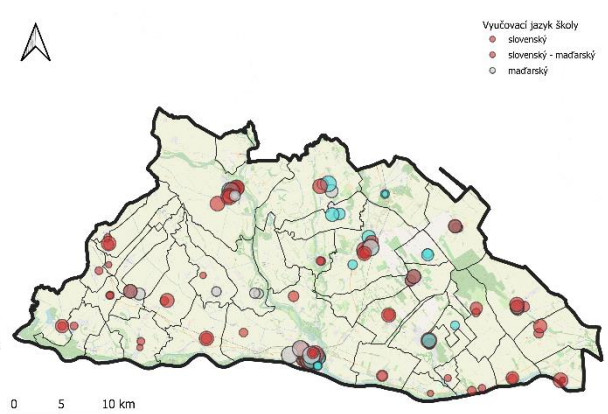 Vyučovací jazyk školy
slovenský
slovenský - maďarský
maďarský
0 5 10 km